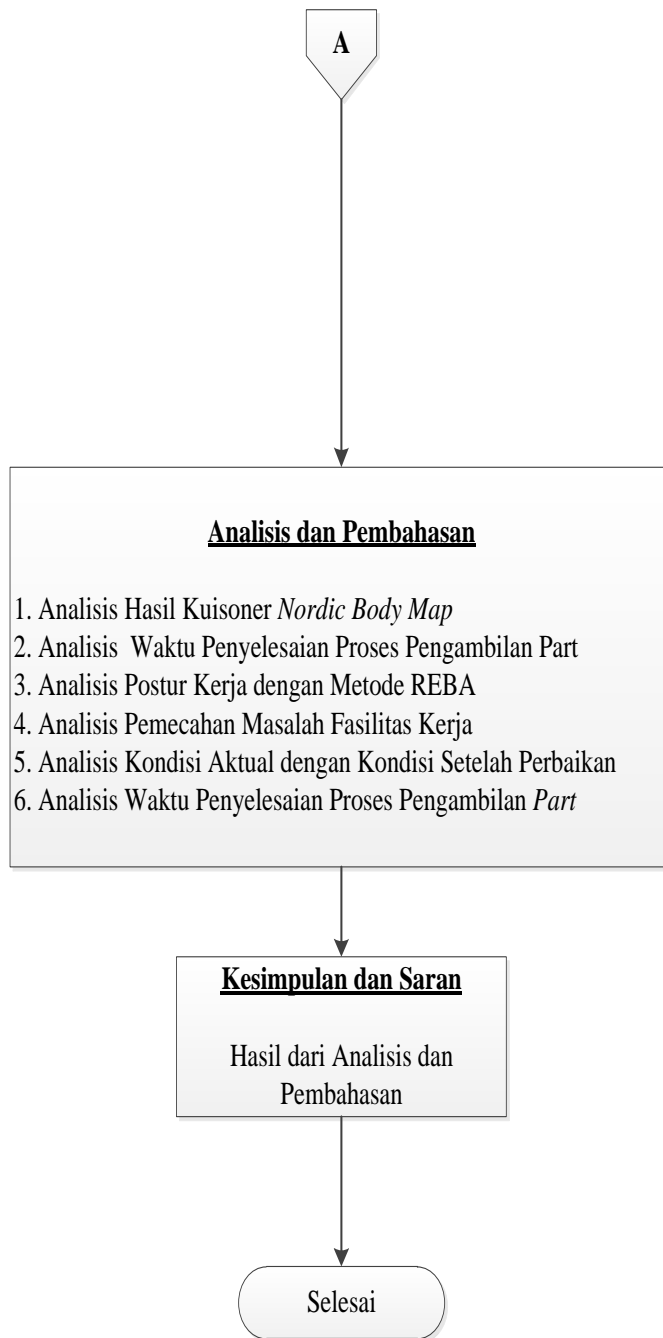 A
Analisis dan Pembahasan
1. Analisis Hasil Kuisoner Nordic Body Map
2. Analisis Waktu Penyelesaian Proses Pengambilan Part
3. Analisis Postur Kerja dengan Metode REBA
4. Analisis Pemecahan Masalah Fasilitas Kerja
5. Analisis Kondisi Aktual dengan Kondisi Setelah Perbaikan
6. Analisis Waktu Penyelesaian Proses Pengambilan Part
Kesimpulan dan Saran
Hasil dari Analisis dan
Pembahasan
Selesai